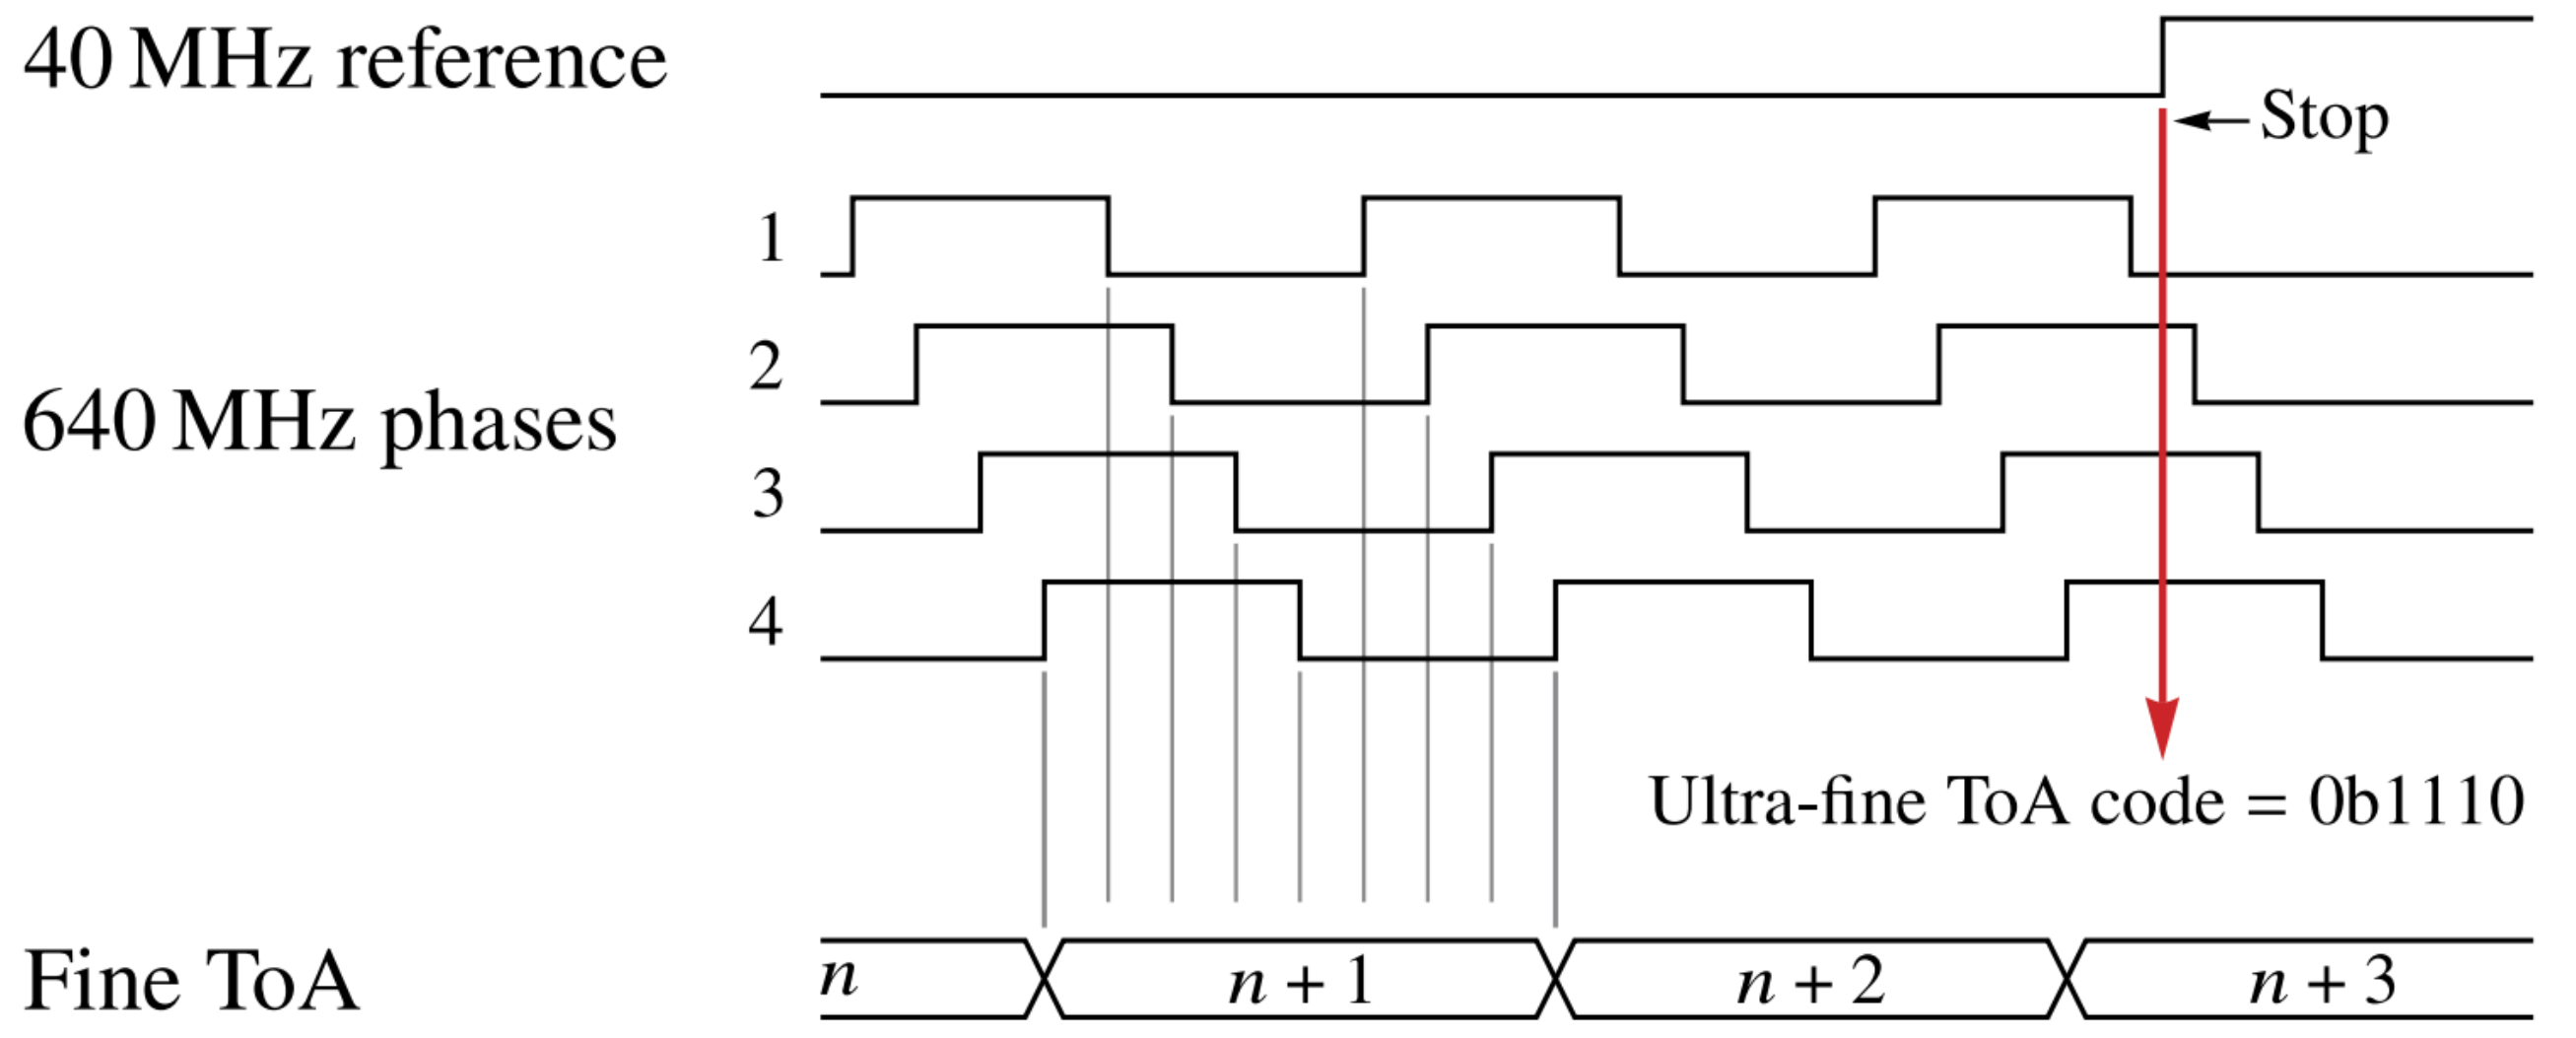 40 MHz reference
Stop
1
2
640 MHz phases
3
4
Ultra-fine ToA code = 0b1110
Fine ToA
n
n + 1
n + 2
n + 3